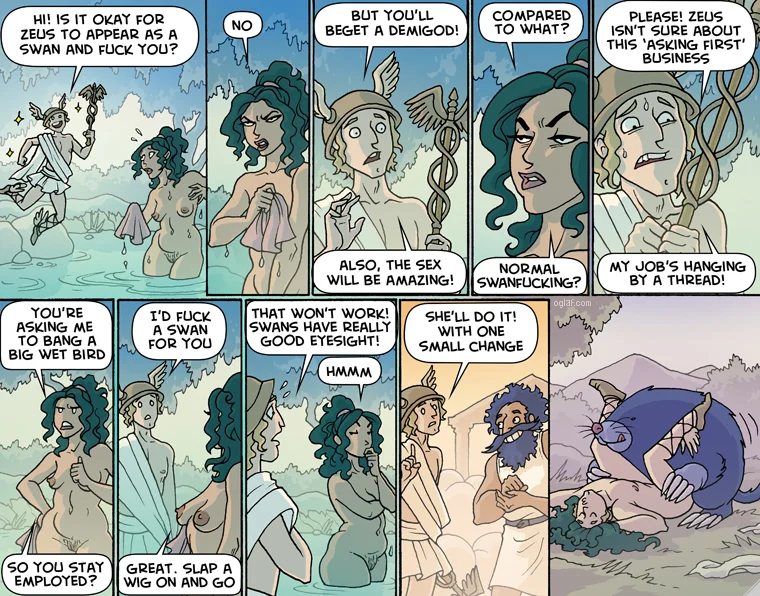 HI! IS IT OKAY FOR
ZEUS TO APPEAR AS A
SWAN AND FUCK YOU?
NO
BUT YOU'LL
BEGET A DEMIGOD!
ALSO, THE SEX
WILL BE AMAZING!
COMPARED
TO WHAT?
NORMAL
SWANFUCKING?
PLEASE! ZEUS
ISN'T SURE ABOUT
THIS 'ASKING FIRST'
BUSINESS
MY JOB'S HANGING
BY A THREAD!
YOU'RE
ASKING ME
TO BANG A
BIG WET BIRD
SO YOU STAY
EMPLOYED?
I'D FUCK
A SWAN
FOR YOU
GREAT. SLAP A
WIG ON AND GO
THAT WON'T WORK!
SWANS HAVE REALLY
GOOD EYESIGHT!
HMMM
SHE'LL DO IT!
WITH ONE
SMALL CHANGE
oglaf.com